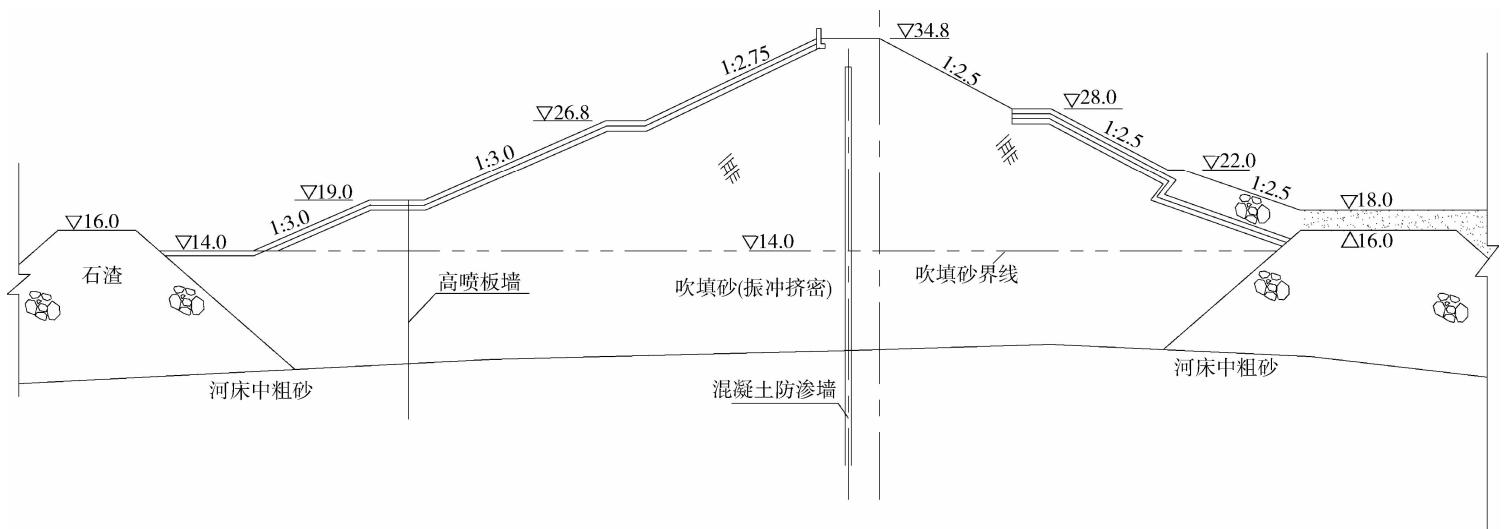 ▽34.8
1:2.75
1:2.5
▽28.0
▽26.8
1:2.5
1:3.0
▽22.0
1:2.5
▽19.0
▽18.0
1:3.0
▽16.0
▽14.0
▽14.0
△16.0
石渣
高喷板墙
吹填砂(振冲挤密)
吹填砂界线
河床中粗砂
混凝土防渗墙
河床中粗砂